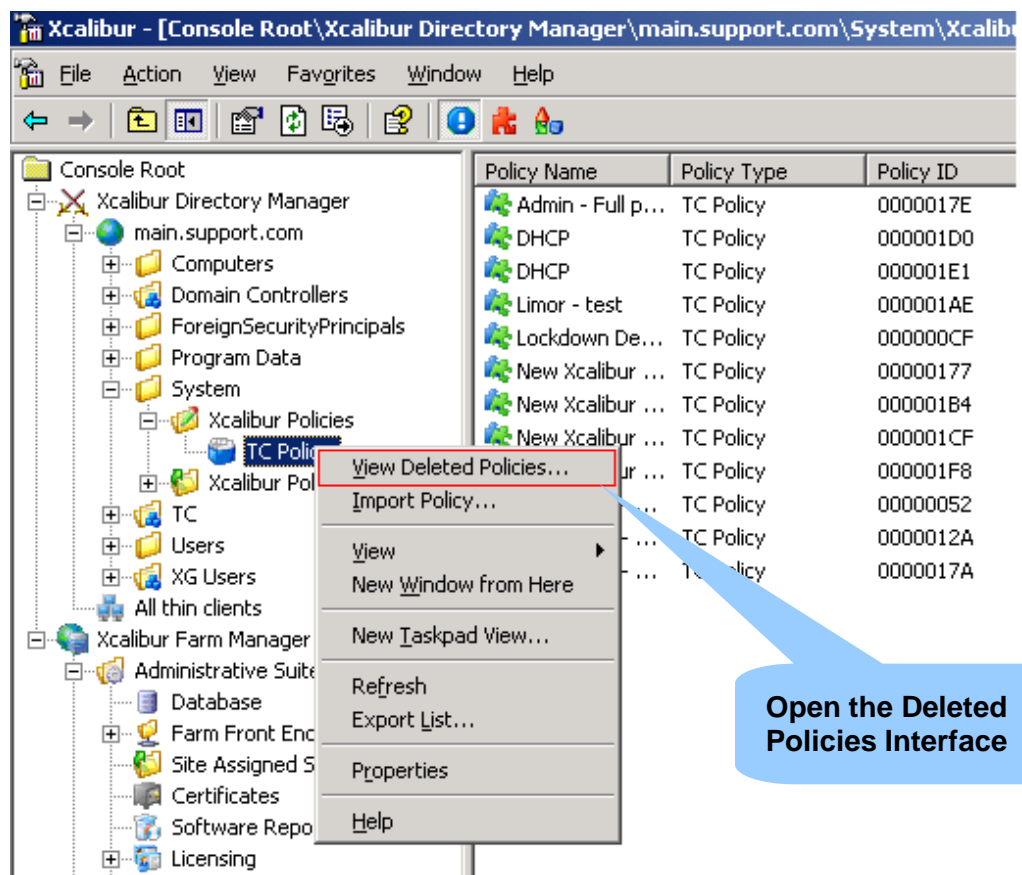 Xcalibur - [Console Root\Xcalibur Directory Manager\main.support.com\System\Xcalibu
File Action View Favorites Window Help
Console Root
Xcalibur Directory Manager
main.support.com
Computers
Domain Controllers
ForeignSecurityPrincipals
Program Data
System
Xcalibur Policies
TC Polic
Xcalibur Pol
TC
Users
XG Users
All thin clients
Xcalibur Farm Manager
Administrative Suite
Database
Farm Front End
Site Assigned S
Certificates
Software Repo
Licensing
Policy Name Policy Type Policy ID
Admin - Full p... TC Policy 0000017E
DHCP TC Policy 000001D0
DHCP TC Policy 000001E1
Limor - test TC Policy 000001AE
Lockdown De... TC Policy 000000CF
New Xcalibur ... TC Policy 00000177
New Xcalibur ... TC Policy 000001B4
New Xcalibur ... TC Policy 000001CF
ur ... TC Policy 000001F8
... TC Policy 00000052
- ... TC Policy 0000012A
- ... TC Policy 0000017A
View Deleted Policies...
Import Policy...
View
New Window from Here
New Taskpad View...
Refresh
Export List...
Properties
Help
Open the Deleted
Policies Interface